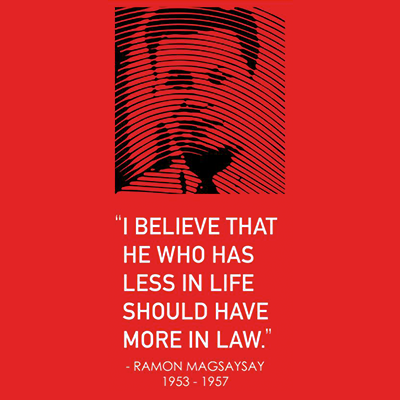 “I BELIEVE THAT
HE WHO HAS
LESS IN LIFE
SHOULD HAVE
MORE IN LAW.”
- RAMON MAGSAYSAY
1953 - 1957